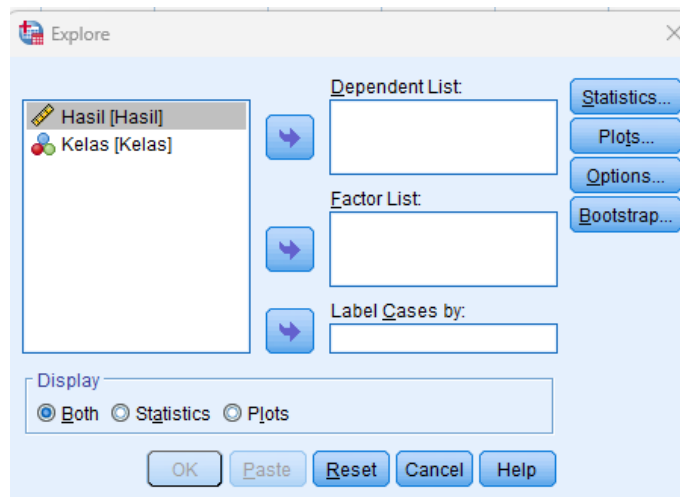 Explore
Hasil [Hasil]
Kelas [Kelas]
Dependent List:
Factor List:
Label Cases by:
Statistics...
Plots...
Options...
Bootstrap...
Display
Both Statistics Plots
OK Paste Reset Cancel Help